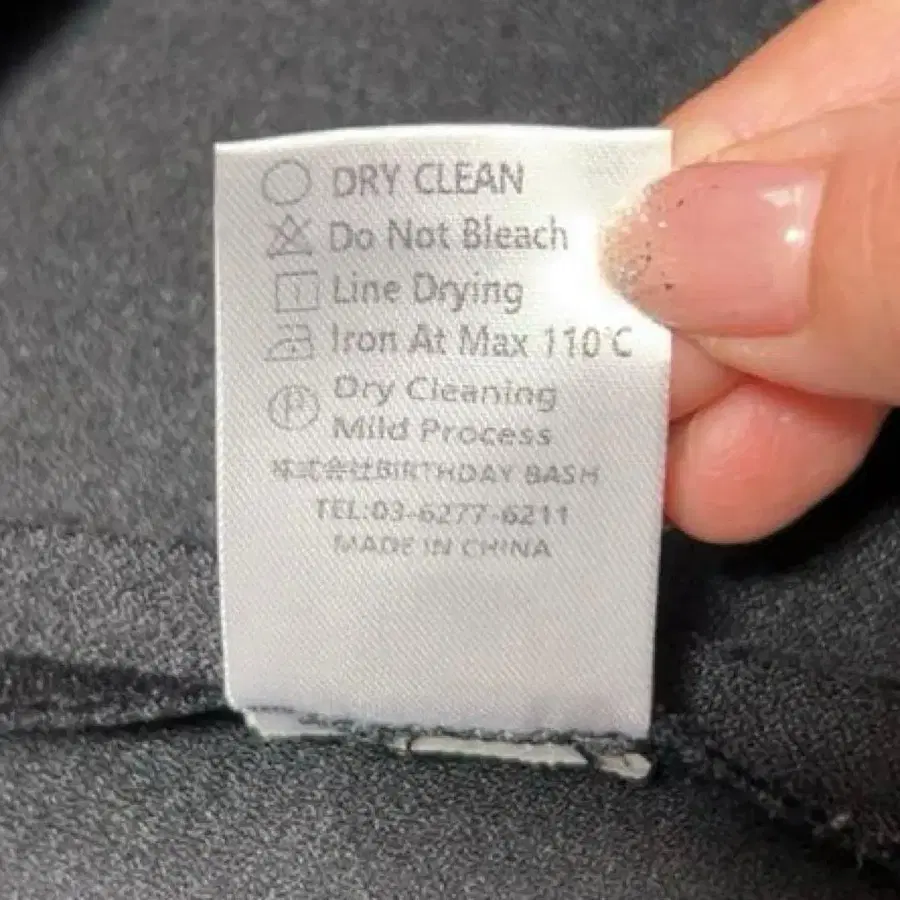 DRY CLEAN
Do Not Bleach
Line Drying
Iron At Max 110℃
P Dry Cleaning
Mild Process
株式会社BIRTHDAY BASH
TEL:03-6277-6211
MADE IN CHINA